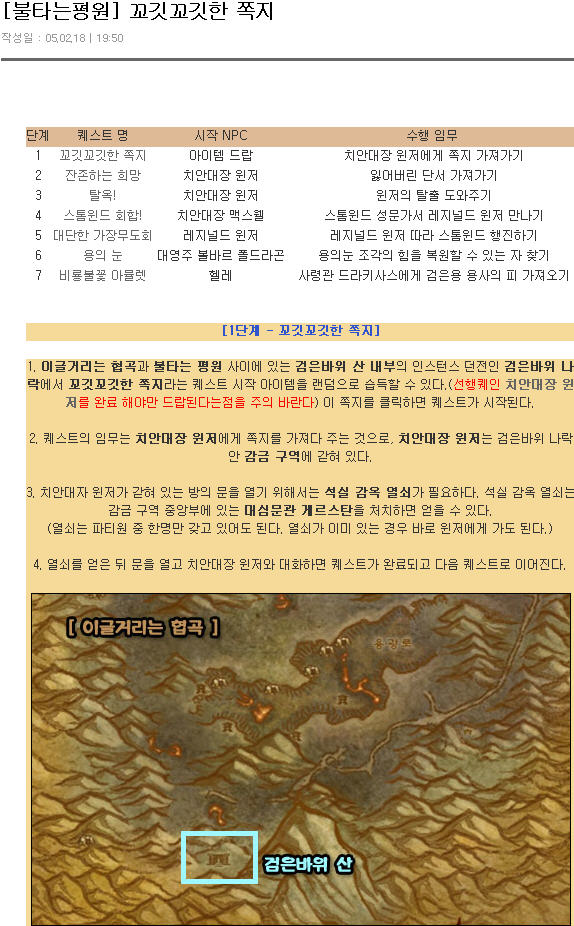 [불타는평원] 꼬깃꼬깃한 쪽지
작성일 : 05.02.18 | 19:50
단계 퀘스트 명 시작 NPC 수행 임무
1 꼬깃꼬깃한 쪽지 아이템 드랍 치안대장 윈저에게 쪽지 가져가기
2 잔존하는 희망 치안대장 윈저 잃어버린 단서 가져가기
3 탈옥! 치안대장 윈저 윈저의 탈출 도와주기
4 스톰윈드 회합! 치안대장 맥스웰 스톰윈드 성문가서 레지널드 윈저 만나기
5 대단한 가장무도회 레지널드 윈저 레지널드 윈저 따라 스톰윈드 행진하기
6 용의 눈 대영주 볼바르 폴드라곤 용의눈 조각의 힘을 복원할 수 있는 자 찾기
7 비룡불꽃 아뮬렛 헬레 사령관 드라키사스에게 검은용 용사의 피 가져오기
[1단계 - 꼬깃꼬깃한 쪽지]
1. 이글거리는 협곡과 불타는 평원 사이에 있는 검은바위 산 내부의 인스턴스 던전인 검은바위 나
락에서 꼬깃꼬깃한 쪽지라는 퀘스트 시작 아이템을 랜덤으로 습득할 수 있다.(선행퀘인 치안대장 윈
저를 완료 해야만 드랍된다는점을 주의 바란다) 이 쪽지를 클릭하면 퀘스트가 시작된다.
2. 퀘스트의 임무는 치안대장 윈저에게 쪽지를 가져다 주는 것으로, 치안대장 윈저는 검은바위 나락
안 감금 구역에 갇혀 있다.
3. 치안대자 윈저가 갇혀 있는 방의 문을 열기 위해서는 석실 감옥 열쇠가 필요하다. 석실 감옥 열쇠는
감금 구역 중앙부에 있는 대심문관 게르스탄을 처치하면 얻을 수 있다.
(열쇠는 파티원 중 한명만 갖고 있어도 된다. 열쇠가 이미 있는 경우 바로 윈저에게 가도 된다.)
4. 열쇠를 얻은 뒤 문을 열고 치안대장 윈저와 대화하면 퀘스트가 완료되고 다음 퀘스트로 이어진다.
[ 이글거리는 협곡 ]
검은바위 산